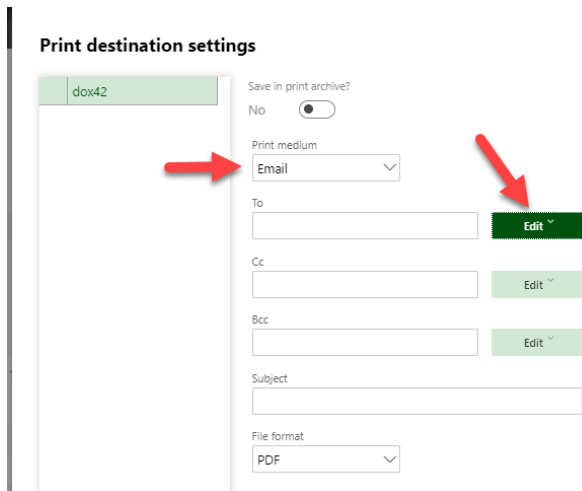 Print destination settings
dox42
Save in print archive?
No
Print medium
Email
To
Edit
Cc
Edit
Bcc
Edit
Subject
File format
PDF